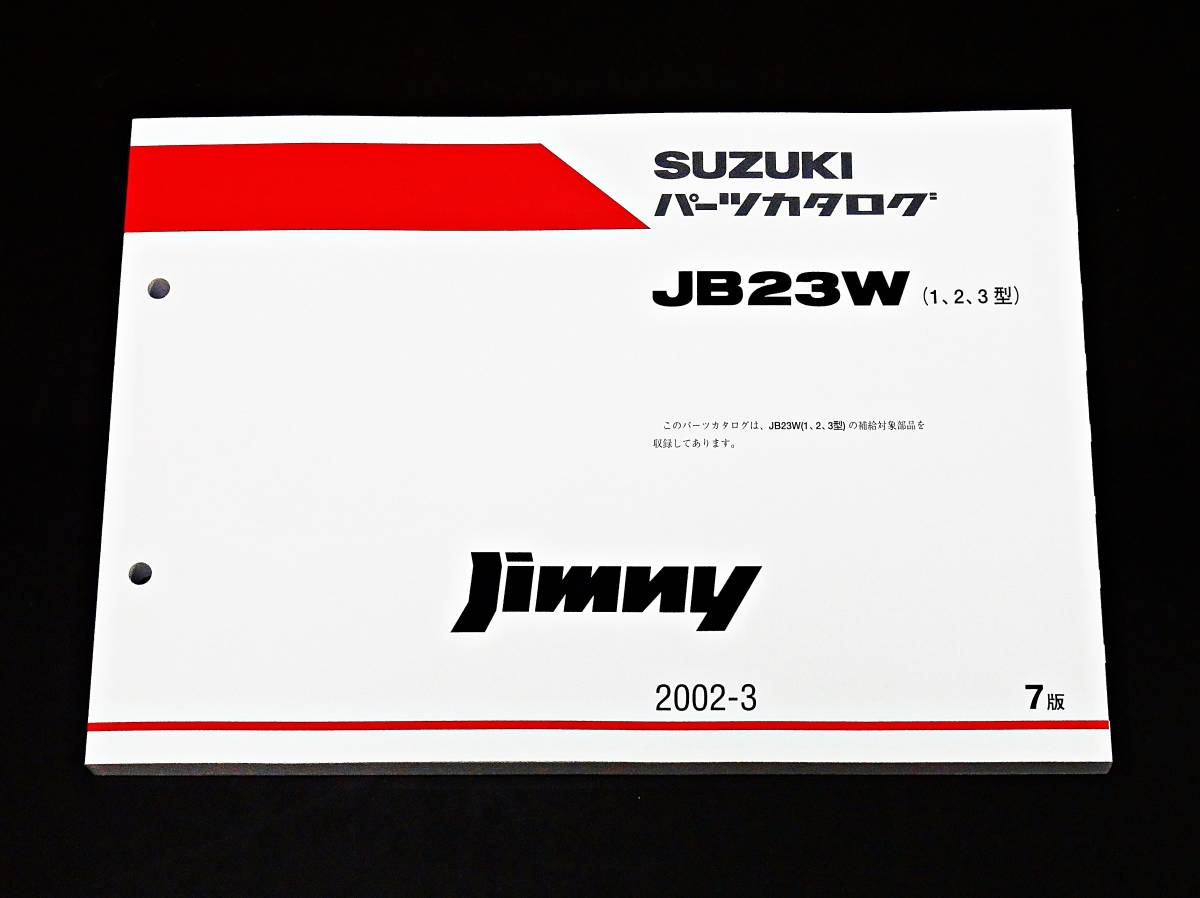 SUZUKI
パーツカタログ
JB23W (1、2、3型)
このパーツカタログは、JB23W(1、2、3型) の補給対象部品を
収録してあります。
Jimny
2002-3 7版